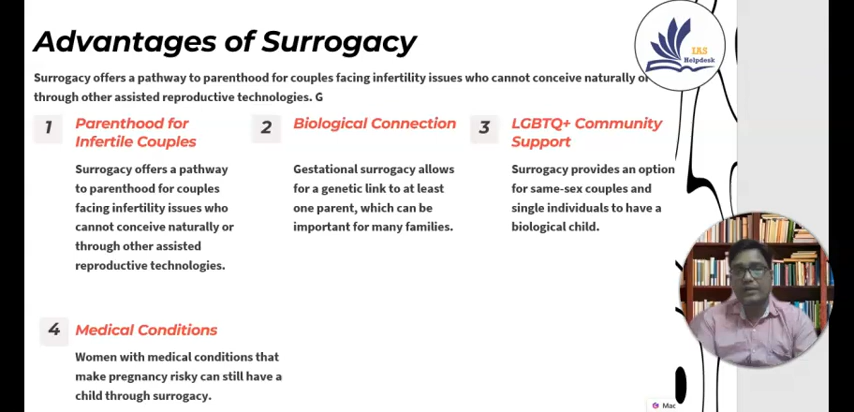 Advantages of Surrogacy
IAS
Helpdesk
Surrogacy offers a pathway to parenthood for couples facing infertility issues who cannot conceive naturally or
through other assisted reproductive technologies. G
1
Parenthood for
Infertile Couples
Surrogacy offers a pathway
to parenthood for couples
facing infertility issues who
cannot conceive naturally or
through other assisted
reproductive technologies.
2
Biological Connection
Gestational surrogacy allows
for a genetic link to at least
one parent, which can be
important for many families.
3
LGBTQ+ Community
Support
Surrogacy provides an option
for same-sex couples and
single individuals to have a
biological child.
4
Medical Conditions
Women with medical conditions that
make pregnancy risky can still have a
child through surrogacy.
Mac